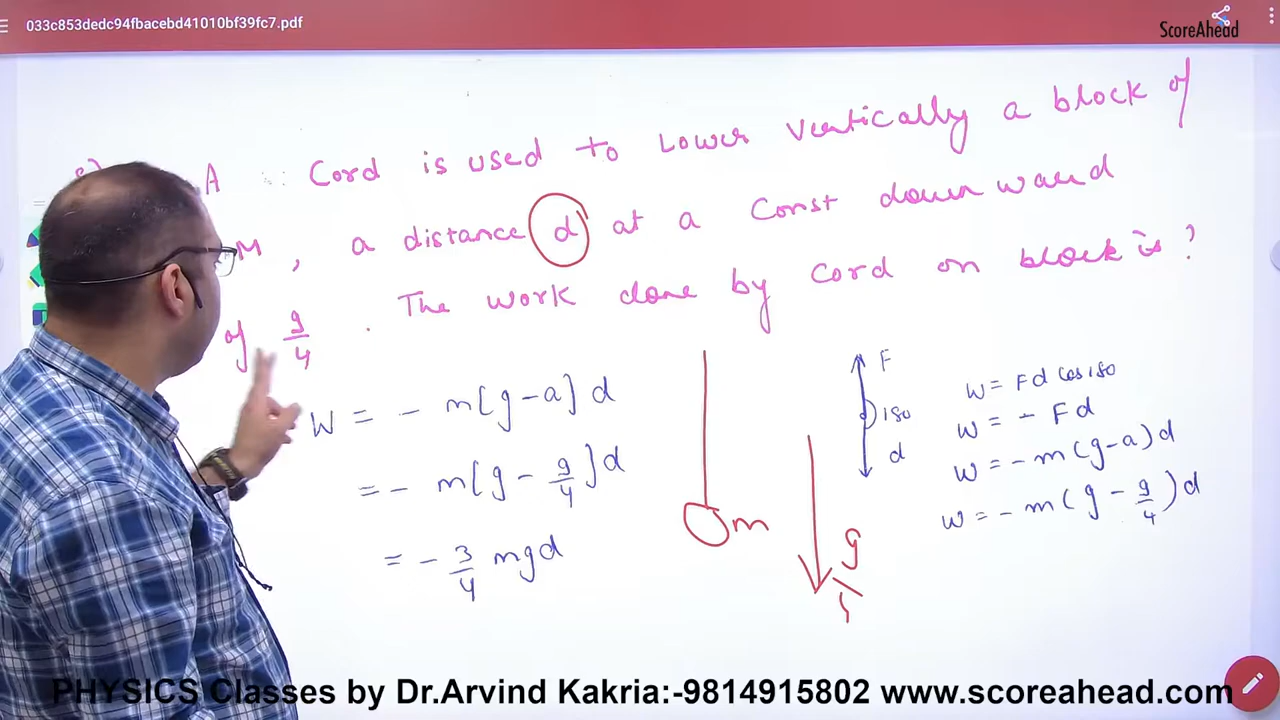 033c853dedc94fbacebd41010bf39fc7.pdf
ScoreAhead
A Cord is used to Lower vertically a block of
M, a distance d at a const downward
of g/4 . The work done by cord on block is ?
W = - m[g-a] d
= - m[g - g/4]d
= - 3/4 mgd
m
g
F
180
d
W = Fd cos 180
W = - Fd
W = - m(g-a)d
W = - m(g - g/4)d
PHYSICS Classes by Dr.Arvind Kakria:-9814915802 www.scoreahead.com